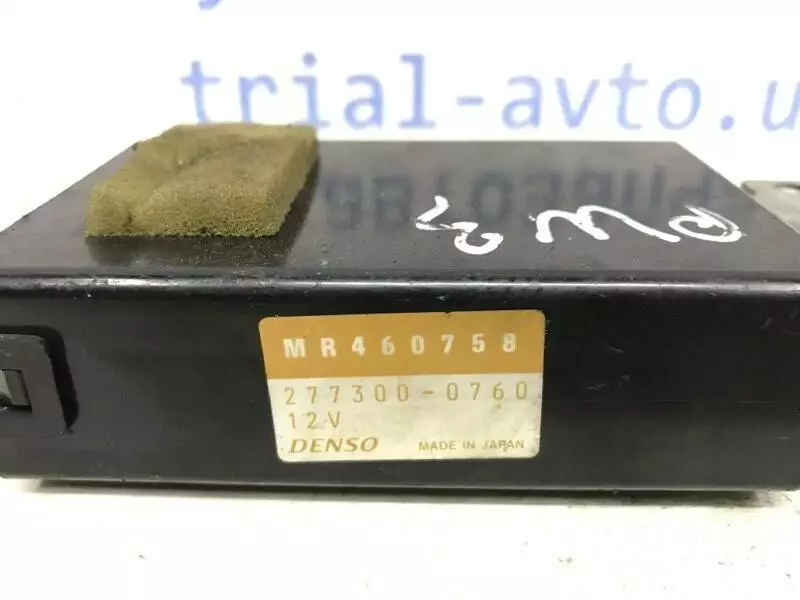 trial-avto.u
MR460758
277300-0760
12V
DENSO MADE IN JAPAN